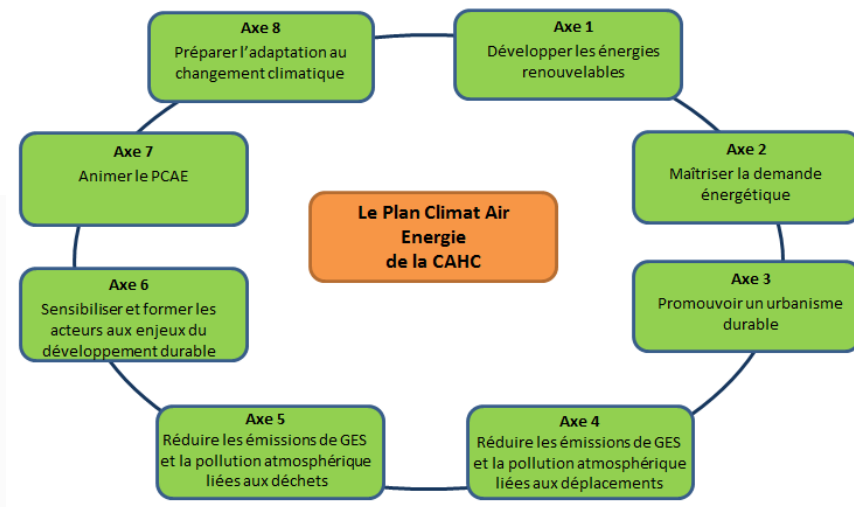 Axe 8
Préparer l'adaptation au
changement climatique
Axe 1
Développer les énergies
renouvelables
Axe 7
Animer le PCAE
Axe 2
Maîtriser la demande
énergétique
Le Plan Climat Air
Energie
de la CAHC
Axe 6
Sensibiliser et former les
acteurs aux enjeux du
développement durable
Axe 3
Promouvoir un urbanisme
durable
Axe 5
Réduire les émissions de GES
et la pollution atmosphérique
liées aux déchets
Axe 4
Réduire les émissions de GES
et la pollution atmosphérique
liées aux déplacements